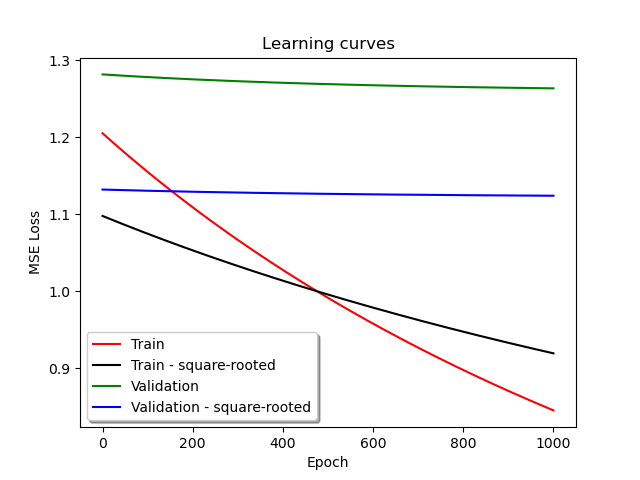 Learning curves
1.3
1.2
1.1
1.0
0.9
MSE Loss
Train
Train - square-rooted
Validation
Validation - square-rooted
0 200 400 600 800 1000
Epoch